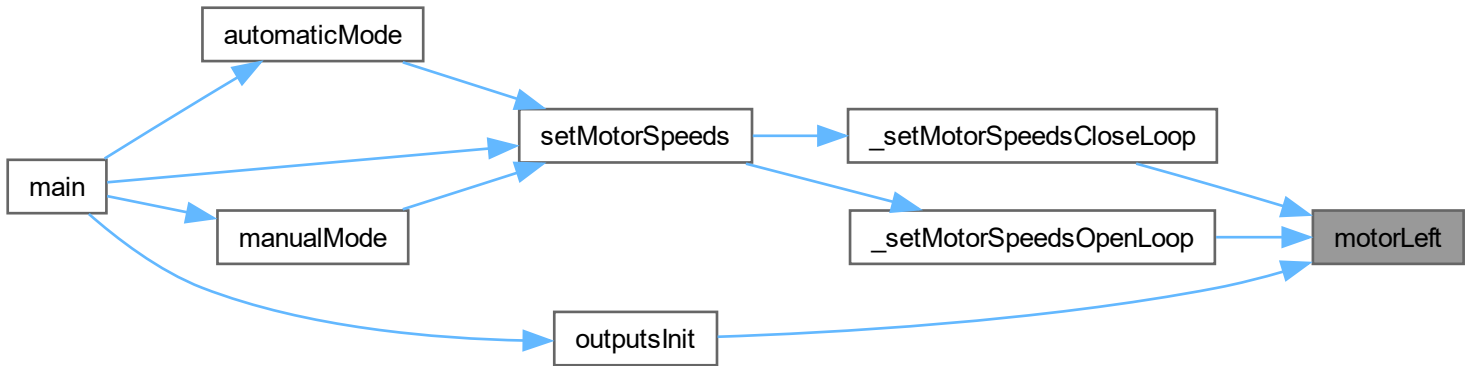 automaticMode
setMotorSpeeds
_setMotorSpeedsCloseLoop
main
manualMode
_setMotorSpeedsOpenLoop
motorLeft
outputsInit